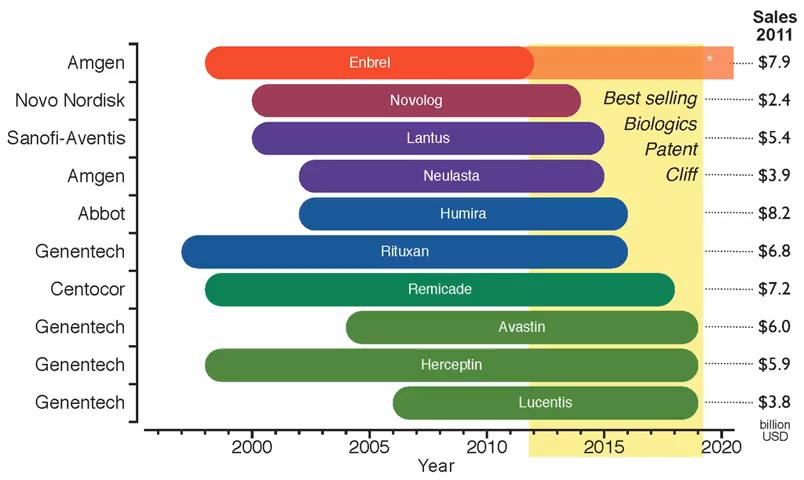 Sales
2011
Amgen Enbrel * $7.9
Novo Nordisk Novolog $2.4
Sanofi-Aventis Lantus $5.4
Amgen Neulasta $3.9
Abbot Humira $8.2
Genentech Rituxan $6.8
Centocor Remicade $7.2
Genentech Avastin $6.0
Genentech Herceptin $5.9
Genentech Lucentis $3.8
Best selling
Biologics
Patent
Cliff
billion
USD
2000 2005 2010 2015 2020
Year